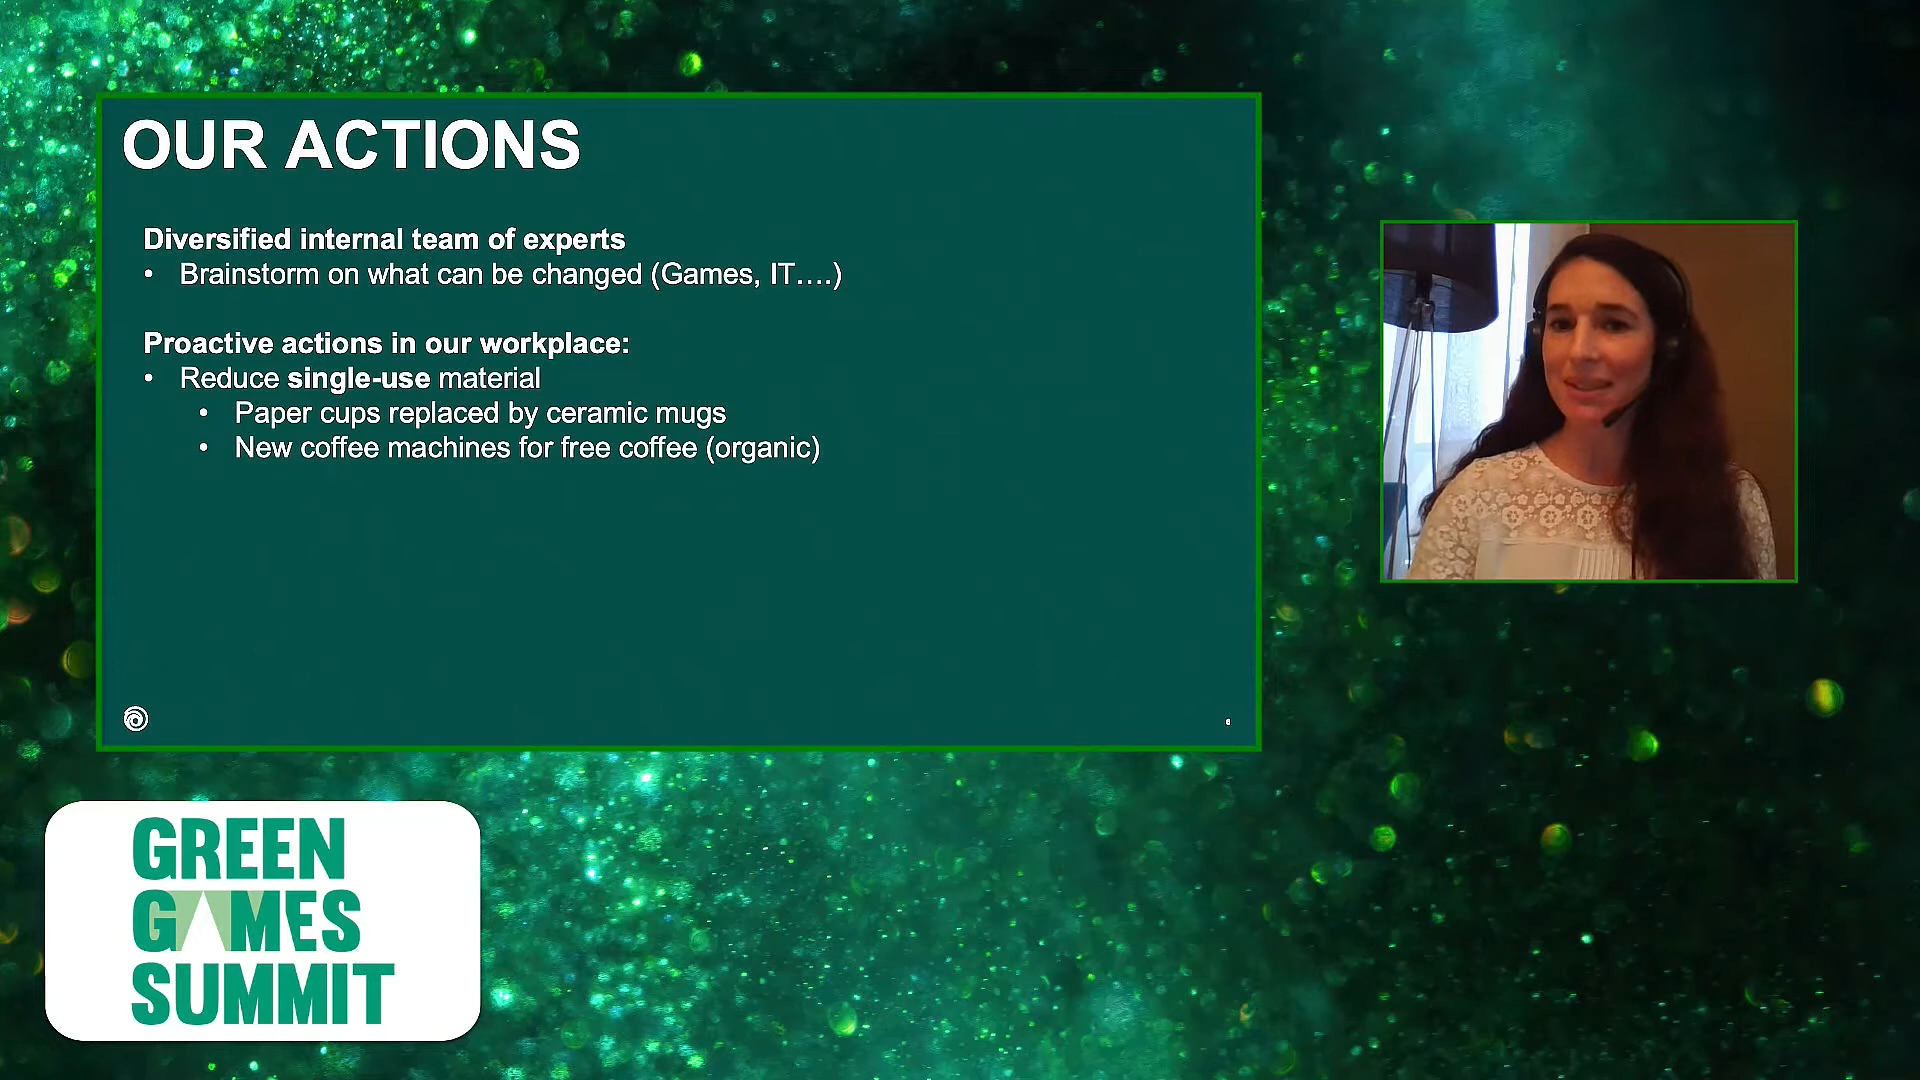 OUR ACTIONS
Diversified internal team of experts
• Brainstorm on what can be changed (Games, IT….)
Proactive actions in our workplace:
• Reduce single-use material
• Paper cups replaced by ceramic mugs
• New coffee machines for free coffee (organic)
GREEN
GAMES
SUMMIT